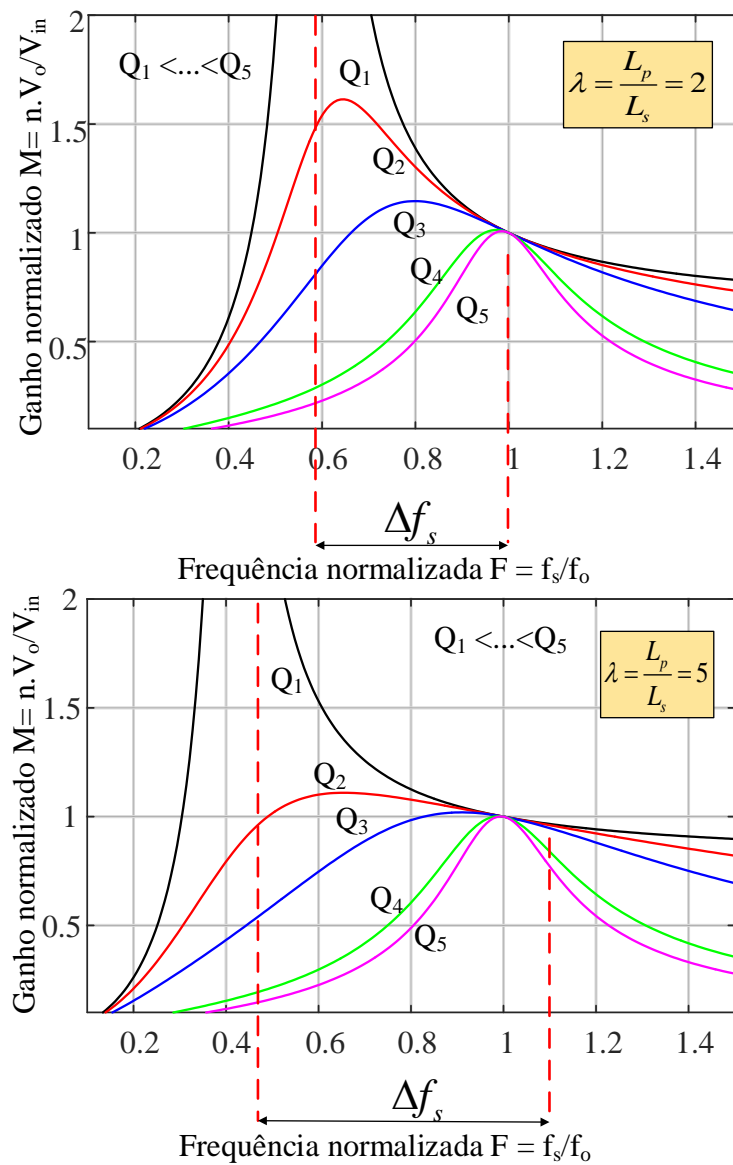 Ganho normalizado M= n.Vₒ/Vᵢₙ
2
1.5
1
0.5
Q₁ <...<Q₅
λ = Lₚ/Lₛ = 2
Q₁
Q₂
Q₃
Q₄
Q₅
0.2 0.4 0.6 0.8 1 1.2 1.4
Δfₛ
Frequência normalizada F = fₛ/fₒ
Ganho normalizado M= n.Vₒ/Vᵢₙ
2
1.5
1
0.5
Q₁ <...<Q₅
λ = Lₚ/Lₛ = 5
Q₁
Q₂
Q₃
Q₄
Q₅
0.2 0.4 0.6 0.8 1 1.2 1.4
Δfₛ
Frequência normalizada F = fₛ/fₒ